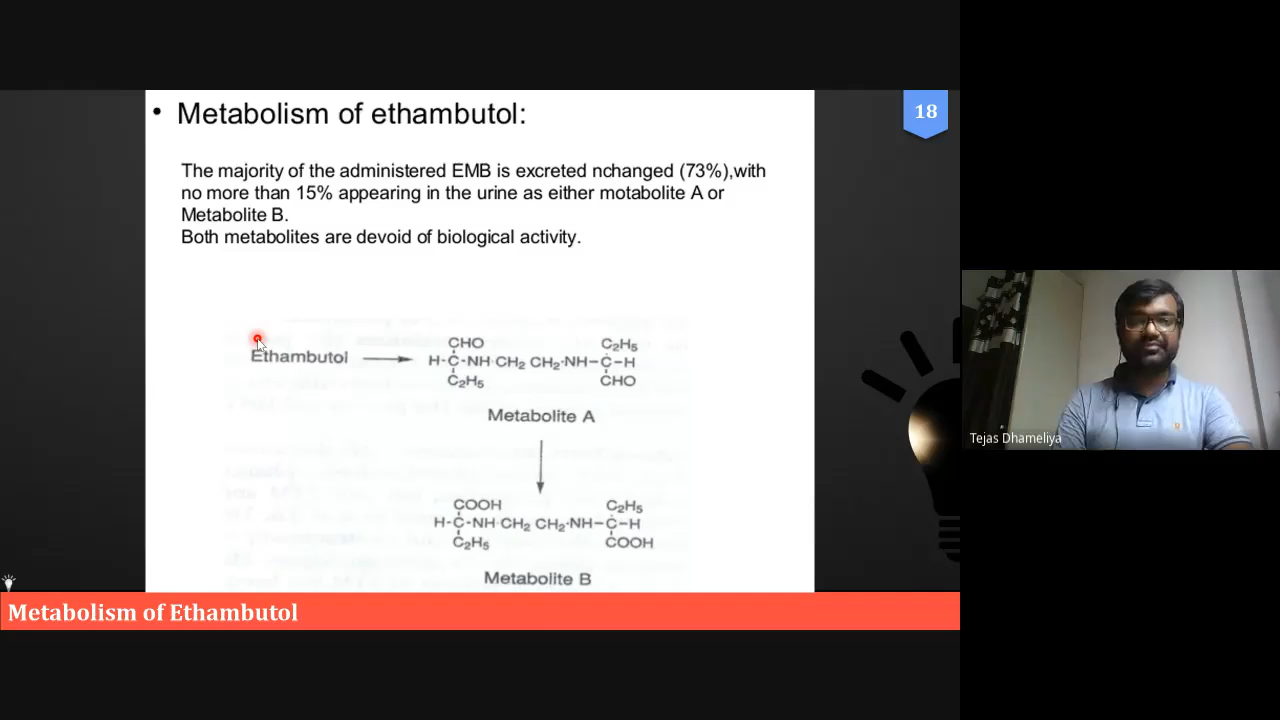 • Metabolism of ethambutol:
18
The majority of the administered EMB is excreted nchanged (73%),with
no more than 15% appearing in the urine as either motabolite A or
Metabolite B.
Both metabolites are devoid of biological activity.
CHO C₂H₅
Ethambutol → H-C-NH CH₂ CH₂-NH-C-H
C₂H₅ CHO
Metabolite A
COOH C₂H₅
H-C-NH CH₂ CH₂-NH-C-H
C₂H₅ COOH
Metabolite B
Metabolism of Ethambutol
Tejas Dhameliya